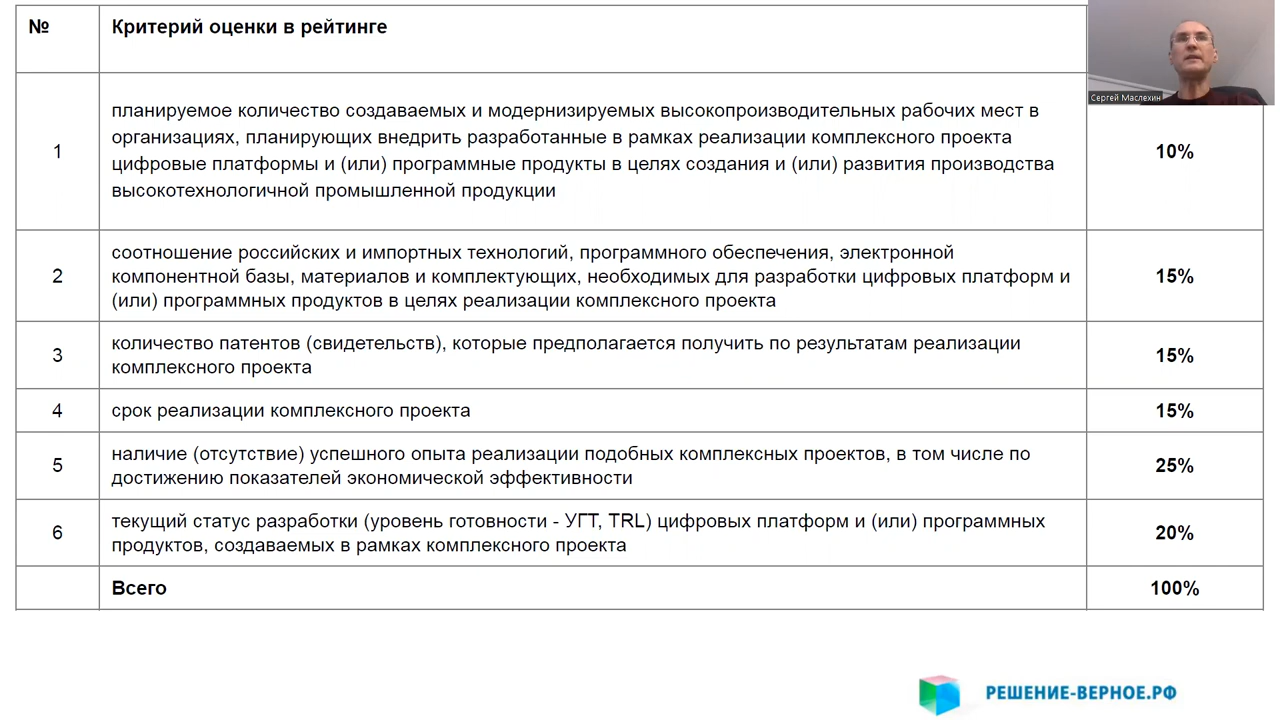 №
Критерий оценки в рейтинге
Сергей Маслехин
1
планируемое количество создаваемых и модернизируемых высокопроизводительных рабочих мест в
организациях, планирующих внедрить разработанные в рамках реализации комплексного проекта
цифровые платформы и (или) программные продукты в целях создания и (или) развития производства
высокотехнологичной промышленной продукции
10%
2
соотношение российских и импортных технологий, программного обеспечения, электронной
компонентной базы, материалов и комплектующих, необходимых для разработки цифровых платформ и
(или) программных продуктов в целях реализации комплексного проекта
15%
3
количество патентов (свидетельств), которые предполагается получить по результатам реализации
комплексного проекта
15%
4
срок реализации комплексного проекта
15%
5
наличие (отсутствие) успешного опыта реализации подобных комплексных проектов, в том числе по
достижению показателей экономической эффективности
25%
6
текущий статус разработки (уровень готовности - УГТ, TRL) цифровых платформ и (или) программных
продуктов, создаваемых в рамках комплексного проекта
20%
Всего
100%
РЕШЕНИЕ-ВЕРНОЕ.РФ